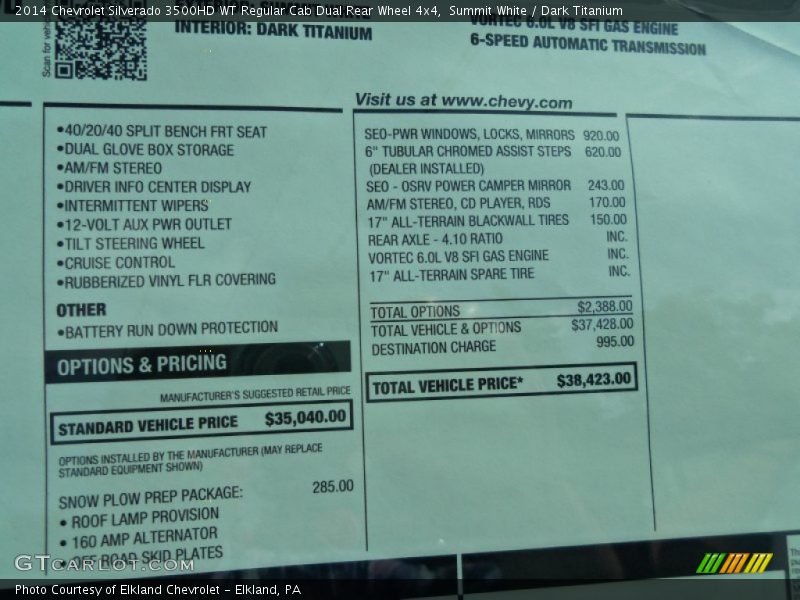 2014 Chevrolet Silverado 3500HD WT Regular Cab Dual Rear Wheel 4x4, Summit White / Dark Titanium
Scan for vehicle
INTERIOR: DARK TITANIUM
VORTEC 6.0L V8 SFI GAS ENGINE
6-SPEED AUTOMATIC TRANSMISSION
Visit us at www.chevy.com
•40/20/40 SPLIT BENCH FRT SEAT
•DUAL GLOVE BOX STORAGE
•AM/FM STEREO
•DRIVER INFO CENTER DISPLAY
•INTERMITTENT WIPERS
•12-VOLT AUX PWR OUTLET
•TILT STEERING WHEEL
•CRUISE CONTROL
•RUBBERIZED VINYL FLR COVERING
OTHER
•BATTERY RUN DOWN PROTECTION
OPTIONS & PRICING
MANUFACTURER'S SUGGESTED RETAIL PRICE
STANDARD VEHICLE PRICE $35,040.00
OPTIONS INSTALLED BY THE MANUFACTURER (MAY REPLACE
STANDARD EQUIPMENT SHOWN)
SNOW PLOW PREP PACKAGE: 285.00
• ROOF LAMP PROVISION
• 160 AMP ALTERNATOR
• OFF ROAD SKID PLATES
SEO-PWR WINDOWS, LOCKS, MIRRORS 920.00
6" TUBULAR CHROMED ASSIST STEPS 620.00
(DEALER INSTALLED)
SEO - OSRV POWER CAMPER MIRROR 243.00
AM/FM STEREO, CD PLAYER, RDS 170.00
17" ALL-TERRAIN BLACKWALL TIRES 150.00
REAR AXLE - 4.10 RATIO INC.
VORTEC 6.0L V8 SFI GAS ENGINE INC.
17" ALL-TERRAIN SPARE TIRE INC.
TOTAL OPTIONS $2,388.00
TOTAL VEHICLE & OPTIONS $37,428.00
DESTINATION CHARGE 995.00
TOTAL VEHICLE PRICE* $38,423.00
GTcarlot.com
Photo Courtesy of Elkland Chevrolet - Elkland, PA